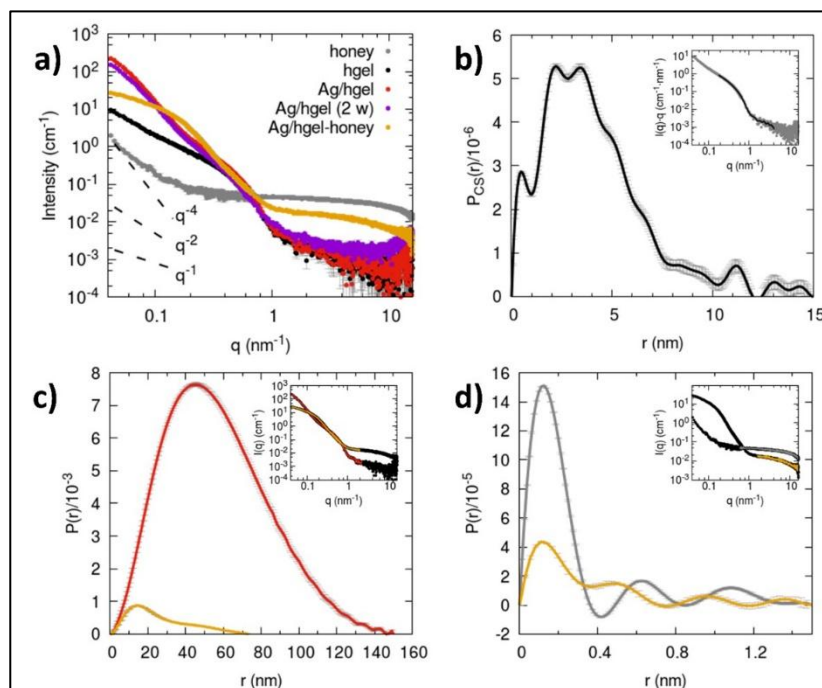 a)
Intensity (cm⁻¹)
10³
10²
10¹
10⁰
10⁻¹
10⁻²
10⁻³
10⁻⁴
honey
hgel
Ag/hgel
Ag/hgel (2 w)
Ag/hgel-honey
q⁻⁴
q⁻²
q⁻¹
0.1 1 10
q (nm⁻¹)
b)
P_CS(r)/10⁻⁶
6
5
4
3
2
1
0
0 5 10 15
r (nm)
I(q)·q (cm⁻¹·nm⁻¹)
10¹
10⁰
10⁻¹
10⁻²
10⁻³
10⁻⁴
0.1 1 10
q (nm⁻¹)
c)
P(r)/10⁻³
8
7
6
5
4
3
2
1
0
0 20 40 60 80 100 120 140 160
r (nm)
I(q) (cm⁻¹)
10³
10²
10¹
10⁰
10⁻¹
10⁻²
10⁻³
10⁻⁴
0.1 1 10
q (nm⁻¹)
d)
P(r)/10⁻⁵
16
14
12
10
8
6
4
2
0
-2
0 0.4 0.8 1.2
r (nm)
I(q) (cm⁻¹)
10¹
10⁰
10⁻¹
10⁻²
10⁻³
0.1 1 10
q (nm⁻¹)